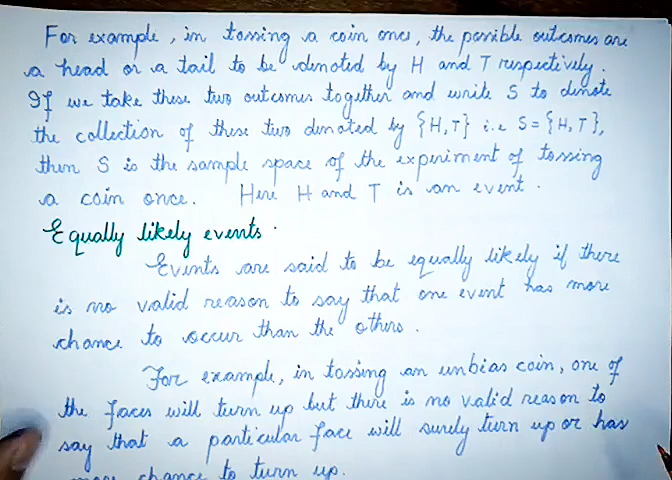 For example, in tossing a coin once, the possible outcomes are
a head or a tail to be denoted by H and T respectively.
If we take these two outcomes together and write S to denote
the collection of these two denoted by {H,T} i.e S = {H,T},
then S is the sample space of the experiment of tossing
a coin once. Here H and T is an event.
Equally likely events.
Events are said to be equally likely if there
is no valid reason to say that one event has more
chance to occur than the others.
For example, in tossing an unbias coin, one of
the faces will turn up but there is no valid reason to
say that a particular face will surely turn up or has
more chance to turn up.